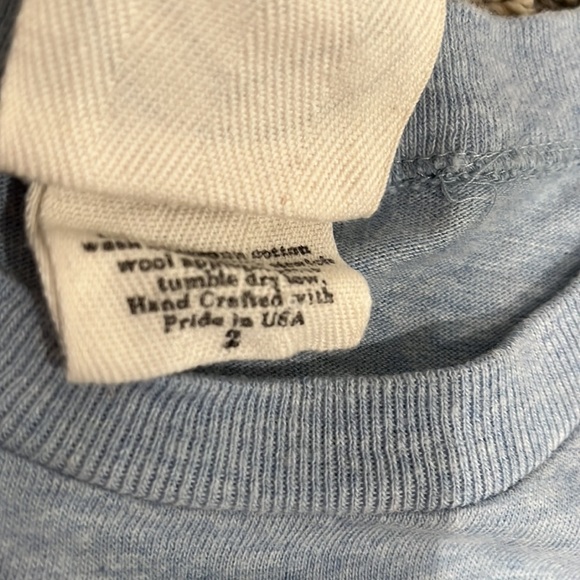 wash cotton
wool
tumble dry low,
Hand Crafted with
Pride in USA
2